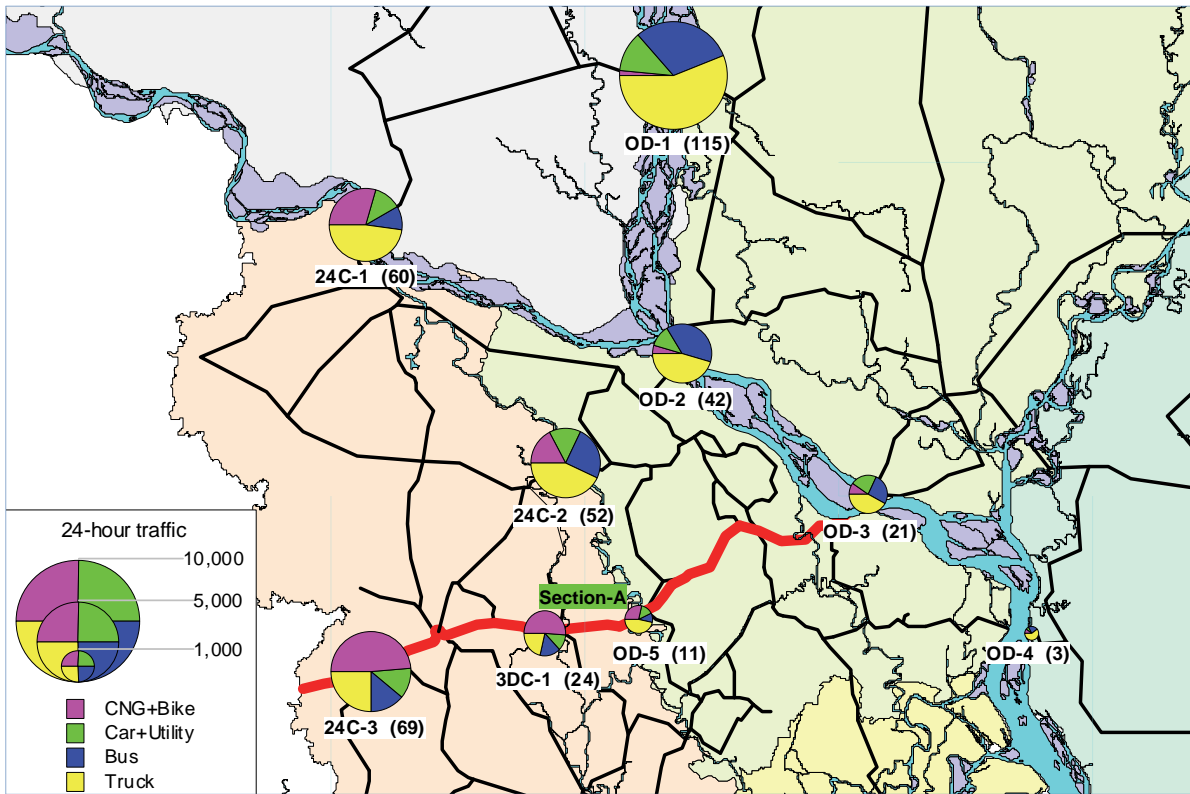 OD-1 (115)
24C-1 (60)
OD-2 (42)
24C-2 (52)
OD-3 (21)
Section-A
OD-5 (11)
OD-4 (3)
3DC-1 (24)
24C-3 (69)
24-hour traffic
10,000
5,000
1,000
CNG+Bike
Car+Utility
Bus
Truck